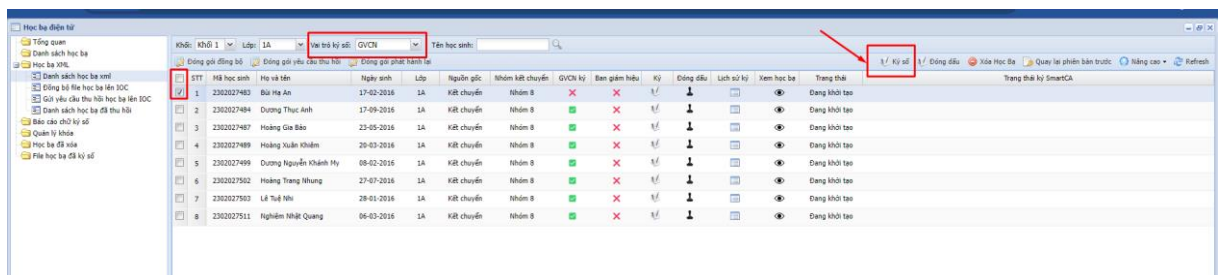 Học bạ điện tử
Tổng quan
Danh sách học bạ
Học bạ XML
Danh sách học bạ xml
Đồng bộ file học bạ lên IOC
Gửi yêu cầu thu hồi học bạ lên IOC
Danh sách học bạ đã thu hồi
Báo cáo chữ ký số
Quản lý khóa
Học bạ đã xóa
File học bạ đã ký số
Khối: Khối 1 Lớp: 1A Vai trò ký số: GVCN Tên học sinh:
Đóng gói đồng bộ Đóng gói yêu cầu thu hồi Đóng gói phát hành lại Ký số Đóng dấu Xóa Học Bạ Quay lại phiên bản trước Nâng cao Refresh
STT Mã học sinh Họ và tên Ngày sinh Lớp Nguồn gốc Nhóm kết chuyển GVCN ký Ban giám hiệu Ký Đóng dấu Lịch sử ký Xem học bạ Trạng thái Trạng thái ký SmartCA
1 2302027483 Bùi Hạ An 17-02-2016 1A Kết chuyển Nhóm 8 Đang khởi tạo
2 2302027484 Dương Thục Anh 17-09-2016 1A Kết chuyển Nhóm 8 Đang khởi tạo
3 2302027487 Hoàng Gia Bảo 23-05-2016 1A Kết chuyển Nhóm 8 Đang khởi tạo
4 2302027489 Hoàng Xuân Khiêm 20-03-2016 1A Kết chuyển Nhóm 8 Đang khởi tạo
5 2302027499 Dương Nguyễn Khánh My 08-02-2016 1A Kết chuyển Nhóm 8 Đang khởi tạo
6 2302027502 Hoàng Trang Nhung 27-07-2016 1A Kết chuyển Nhóm 8 Đang khởi tạo
7 2302027503 Lê Tuệ Nhi 28-01-2016 1A Kết chuyển Nhóm 8 Đang khởi tạo
8 2302027511 Nghiêm Nhật Quang 06-03-2016 1A Kết chuyển Nhóm 8 Đang khởi tạo